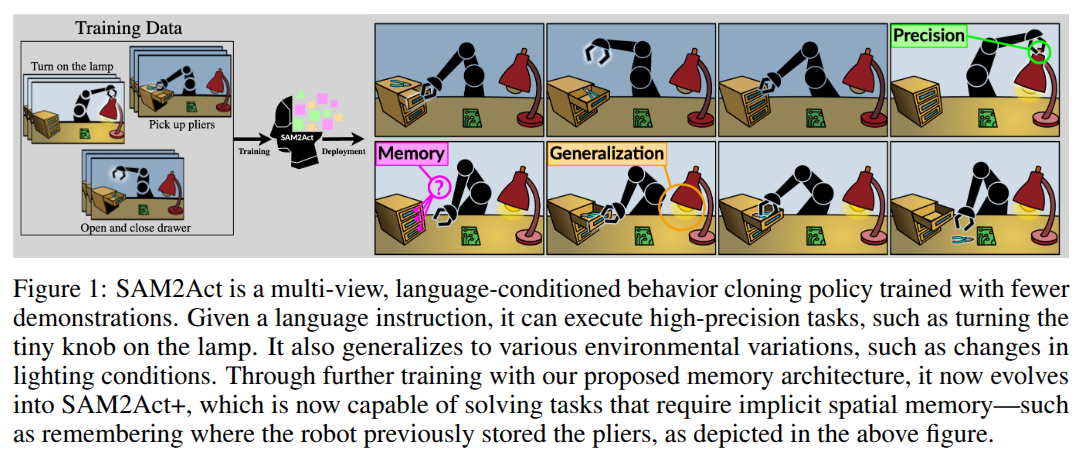 Training Data
Turn on the lamp
Pick up pliers
Open and close drawer
Training
SAM2Act
Deployment
Precision
Memory
?
Generalization
Figure 1: SAM2Act is a multi-view, language-conditioned behavior cloning policy trained with fewer
demonstrations. Given a language instruction, it can execute high-precision tasks, such as turning the
tiny knob on the lamp. It also generalizes to various environmental variations, such as changes in
lighting conditions. Through further training with our proposed memory architecture, it now evolves
into SAM2Act+, which is now capable of solving tasks that require implicit spatial memory—such
as remembering where the robot previously stored the pliers, as depicted in the above figure.